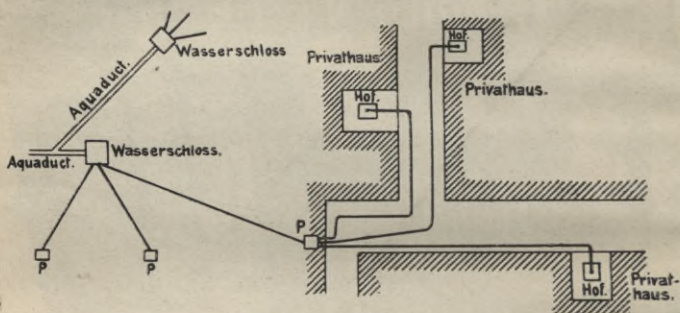 Wasserschloss
Aquaduct.
Aquaduct.
Wasserschloss.
P
P
P
Privathaus
Hof.
Hof.
Privathaus.
Hof.
Privat-
haus.